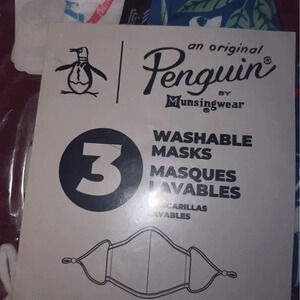 an original
Penguin®
BY
Munsingwear
3
WASHABLE
MASKS
MASQUES
LAVABLES
LAVABLES